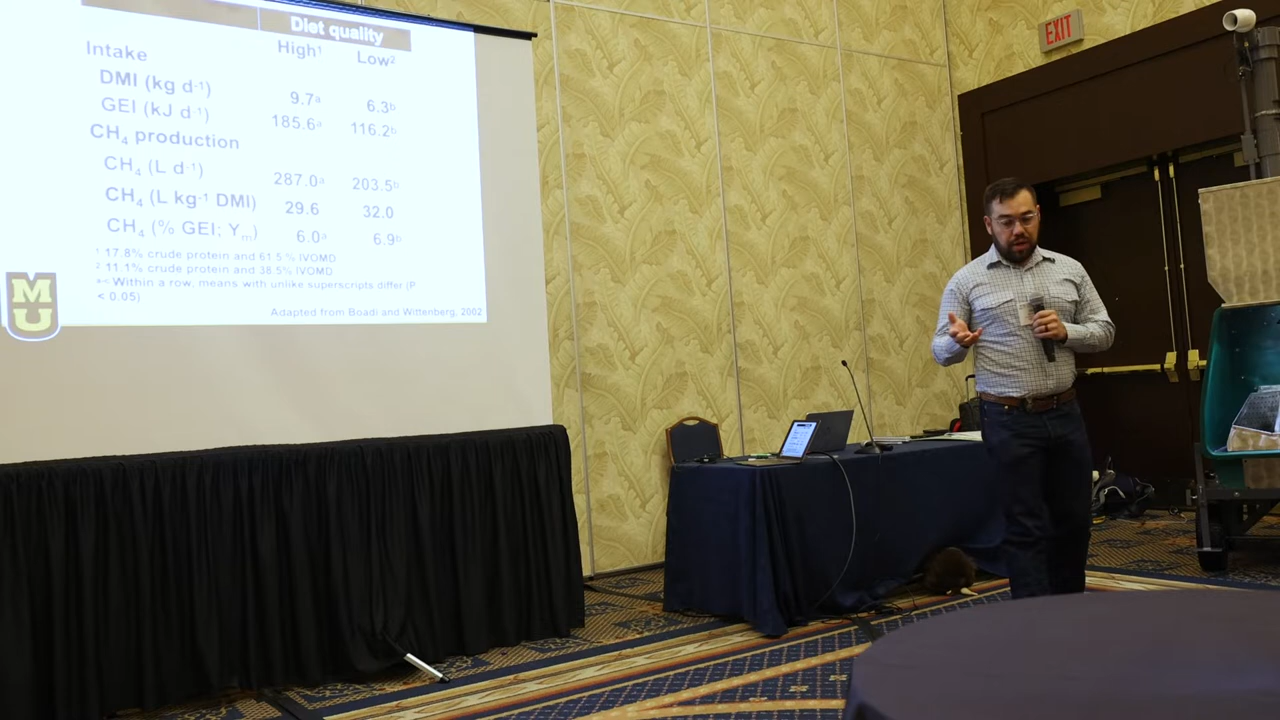 Diet quality
Intake High¹ Low²
DMI (kg d⁻¹) 9.7ᵃ 6.3ᵇ
GEI (kJ d⁻¹) 185.6ᵃ 116.2ᵇ
CH₄ production
CH₄ (L d⁻¹) 287.0ᵃ 203.5ᵇ
CH₄ (L kg⁻¹ DMI) 29.6 32.0
CH₄ (% GEI; Yₘ) 6.0ᵃ 6.9ᵇ
¹ 17.8% crude protein and 61.5 % IVOMD
² 11.1% crude protein and 38.5% IVOMD
Within a row, means with unlike superscripts differ (P
< 0.05)
Adapted from Boadi and Wittenberg, 2002
MU
EXIT